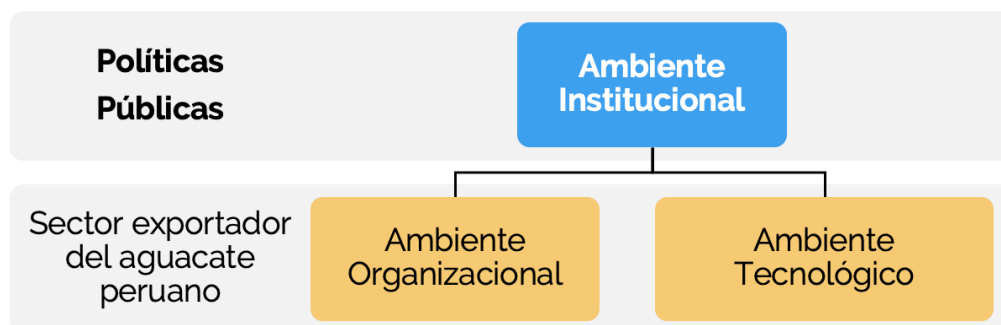 Políticas
Públicas
Ambiente
Institucional
Sector exportador
del aguacate
peruano
Ambiente
Organizacional
Ambiente
Tecnológico